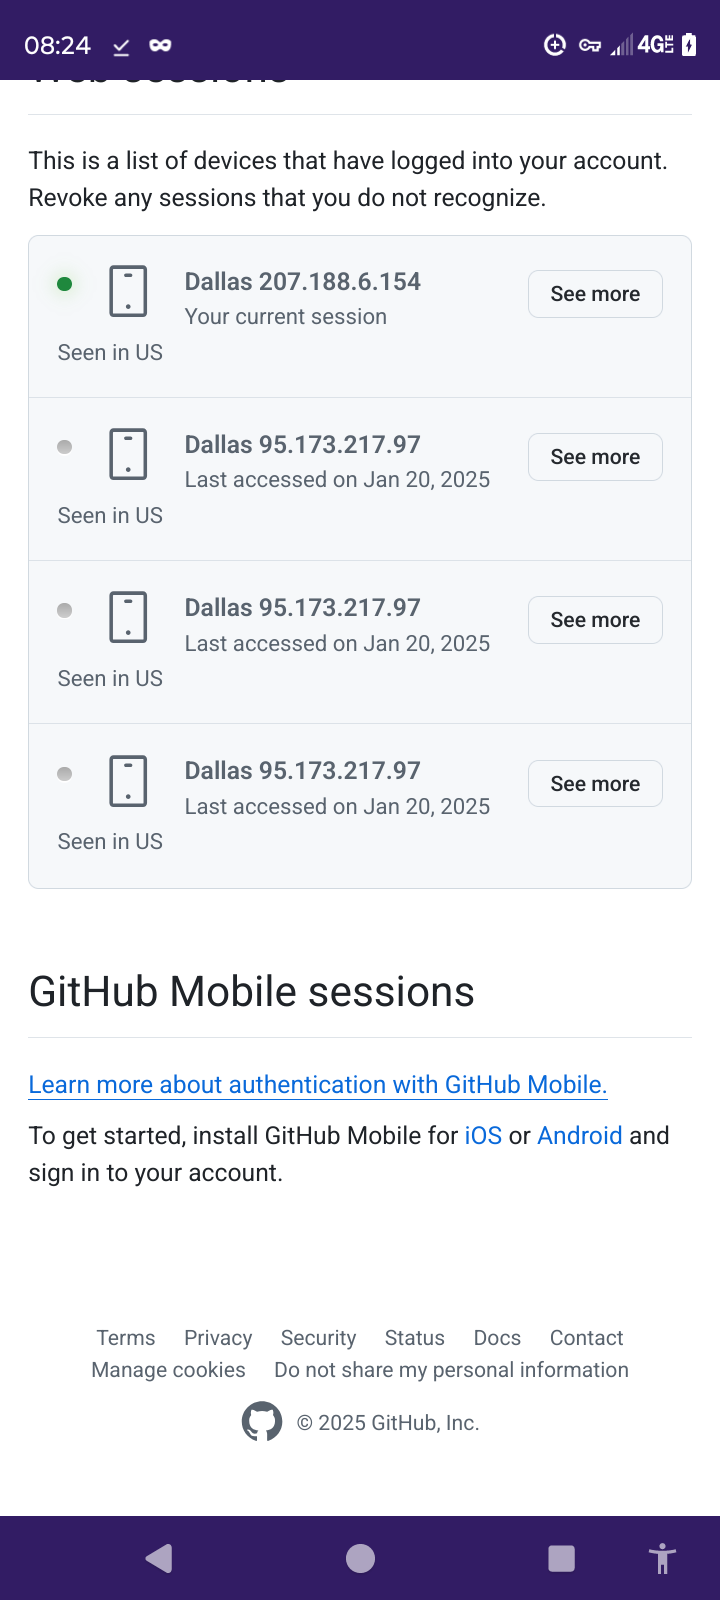 08:24
4G LTE
This is a list of devices that have logged into your account.
Revoke any sessions that you do not recognize.
Dallas 207.188.6.154
Your current session
See more
Seen in US
Dallas 95.173.217.97
Last accessed on Jan 20, 2025
See more
Seen in US
Dallas 95.173.217.97
Last accessed on Jan 20, 2025
See more
Seen in US
Dallas 95.173.217.97
Last accessed on Jan 20, 2025
See more
Seen in US
GitHub Mobile sessions
Learn more about authentication with GitHub Mobile.
To get started, install GitHub Mobile for iOS or Android and
sign in to your account.
Terms Privacy Security Status Docs Contact
Manage cookies Do not share my personal information
© 2025 GitHub, Inc.